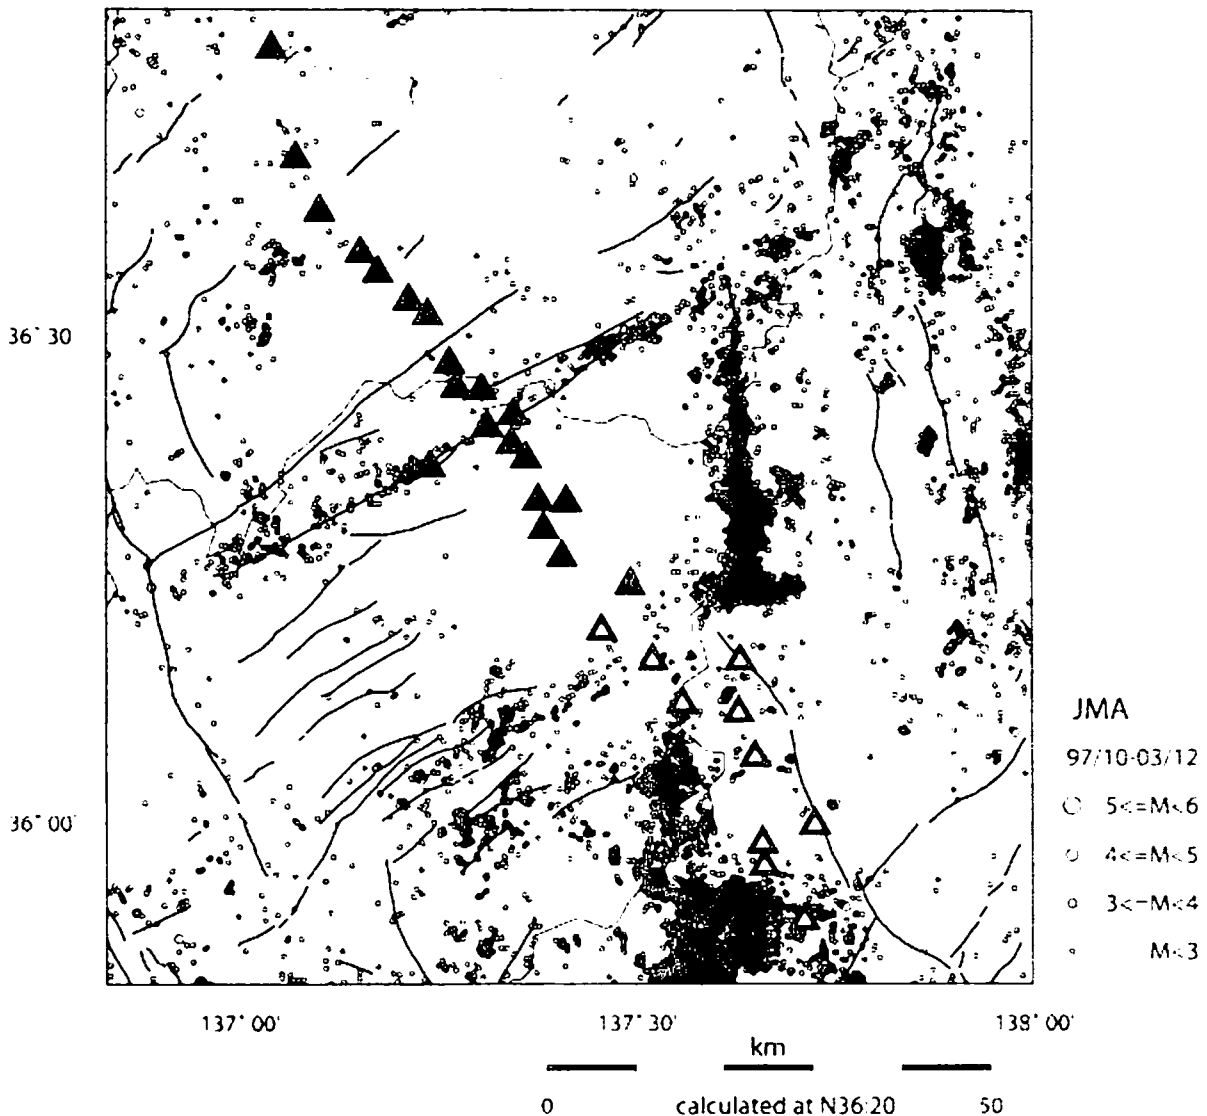 36° 30'
36° 00'
137° 00'
137° 30'
138° 00'
JMA
97/10-03/12
5<=M<6
4<=M<5
3<=M<4
M<3
km
0
calculated at N36:20
50